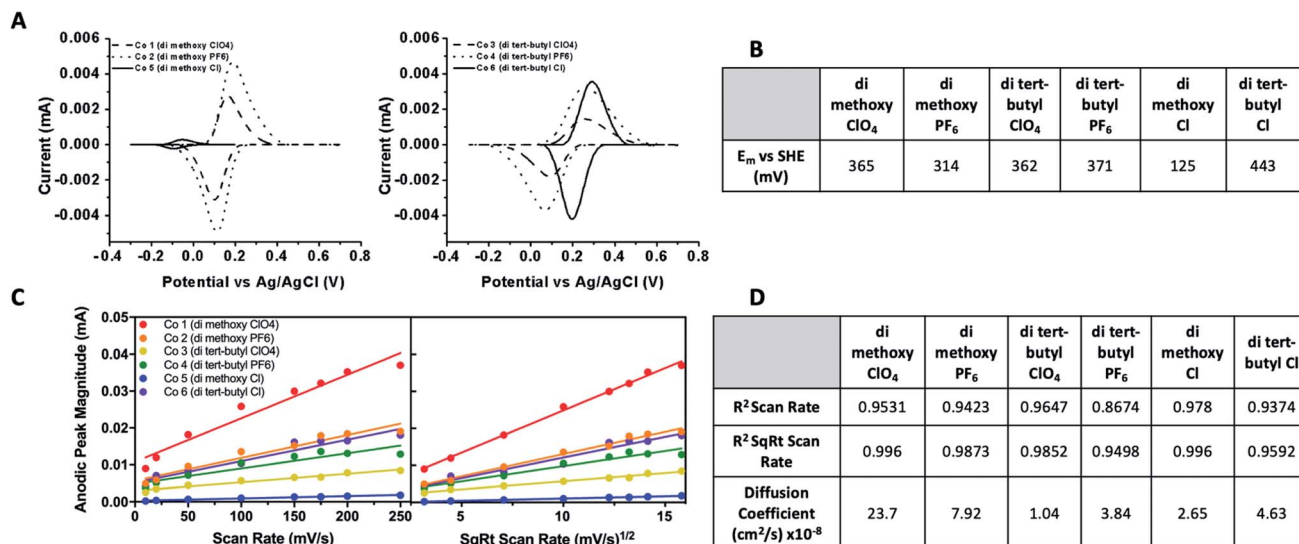 A
0.006
0.004
0.002
0.000
-0.002
-0.004
Current (mA)
Co 1 (di methoxy ClO4)
Co 2 (di methoxy PF6)
Co 5 (di methoxy Cl)
-0.4 -0.2 0.0 0.2 0.4 0.6 0.8
Potential vs Ag/AgCl (V)
0.006
0.004
0.002
0.000
-0.002
-0.004
Current (mA)
Co 3 (di tert-butyl ClO4)
Co 4 (di tert-butyl PF6)
Co 6 (di tert-butyl Cl)
-0.4 -0.2 0.0 0.2 0.4 0.6 0.8
Potential vs Ag/AgCl (V)
B
di methoxy ClO4
di methoxy PF6
di tert-butyl ClO4
di tert-butyl PF6
di methoxy Cl
di tert-butyl Cl
Em vs SHE (mV) 365 314 362 371 125 443
C
0.05
0.04
0.03
0.02
0.01
0.00
Anodic Peak Magnitude (mA)
Co 1 (di methoxy ClO4)
Co 2 (di methoxy PF6)
Co 3 (di tert-butyl ClO4)
Co 4 (di tert-butyl PF6)
Co 5 (di methoxy Cl)
Co 6 (di tert-butyl Cl)
0 50 100 150 200 250
Scan Rate (mV/s)
5 10 15
SqRt Scan Rate (mV/s)1/2
D
di methoxy ClO4
di methoxy PF6
di tert-butyl ClO4
di tert-butyl PF6
di methoxy Cl
di tert-butyl Cl
R2 Scan Rate 0.9531 0.9423 0.9647 0.8674 0.978 0.9374
R2 SqRt Scan Rate 0.996 0.9873 0.9852 0.9498 0.996 0.9592
Diffusion Coefficient (cm2/s) x10-8 23.7 7.92 1.04 3.84 2.65 4.63